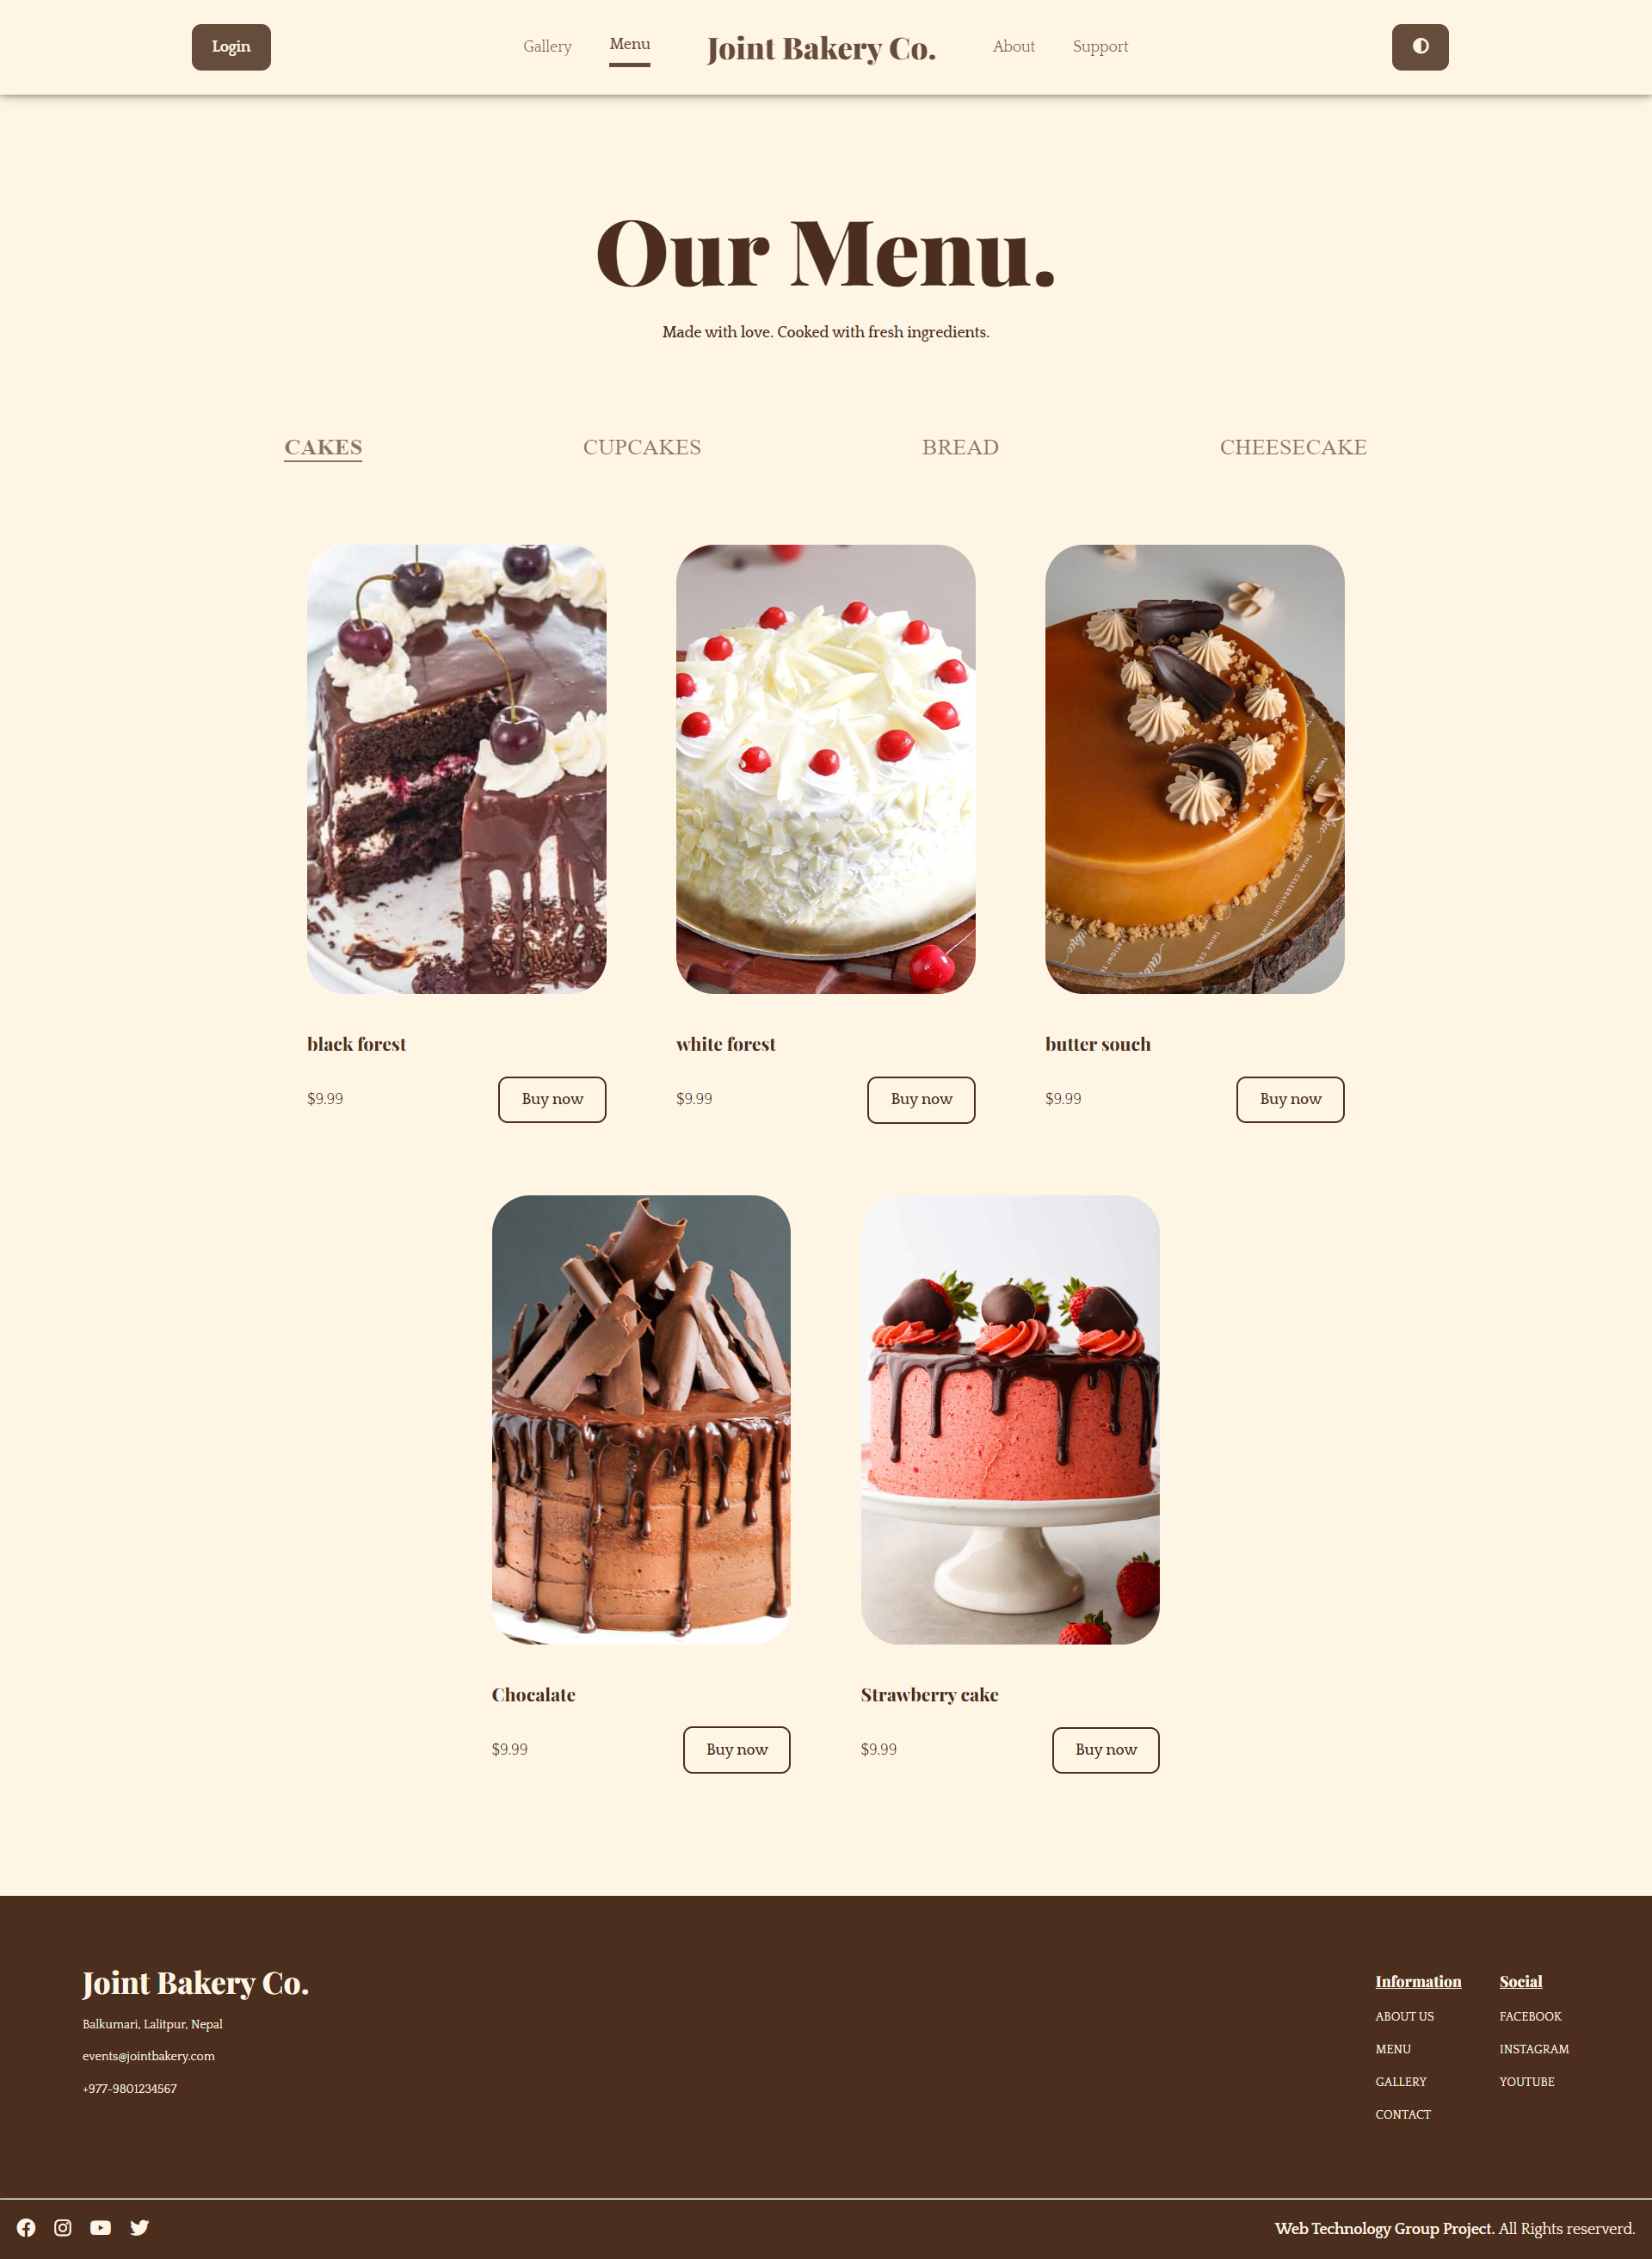 Login Gallery Menu Joint Bakery Co. About Support
Our Menu.
Made with love. Cooked with fresh ingredients.
CAKES CUPCAKES BREAD CHEESECAKE
black forest white forest butter souch
$9.99 Buy now $9.99 Buy now $9.99 Buy now
Chocalate Strawberry cake
$9.99 Buy now $9.99 Buy now
Joint Bakery Co. Information Social
Balkumari, Lalitpur, Nepal ABOUT US FACEBOOK
events@jointbakery.com MENU INSTAGRAM
+977-9801234567 GALLERY YOUTUBE
CONTACT
Web Technology Group Project. All Rights reserverd.